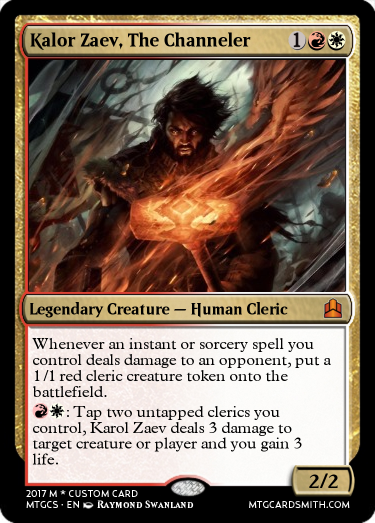 Kalor Zaev, The Channeler 1
Legendary Creature — Human Cleric
Whenever an instant or sorcery spell you
control deals damage to an opponent, put a
1/1 red cleric creature token onto the
battlefield.
: Tap two untapped clerics you
control, Karol Zaev deals 3 damage to
target creature or player and you gain 3
life.
2/2
2017 M * CUSTOM CARD
MTGCS • EN RAYMOND SWANLAND
MTGCARDSMITH.COM